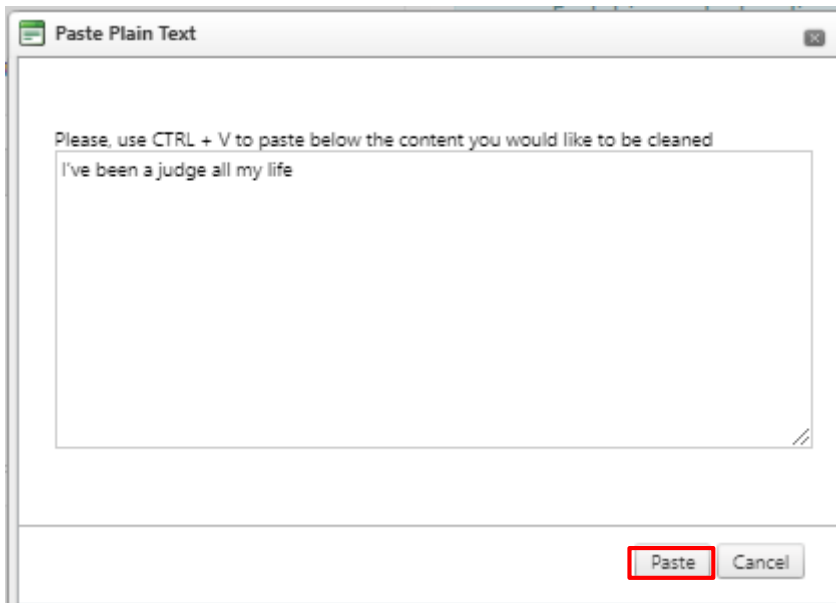 Paste Plain Text
Please, use CTRL + V to paste below the content you would like to be cleaned
I've been a judge all my life
Paste
Cancel